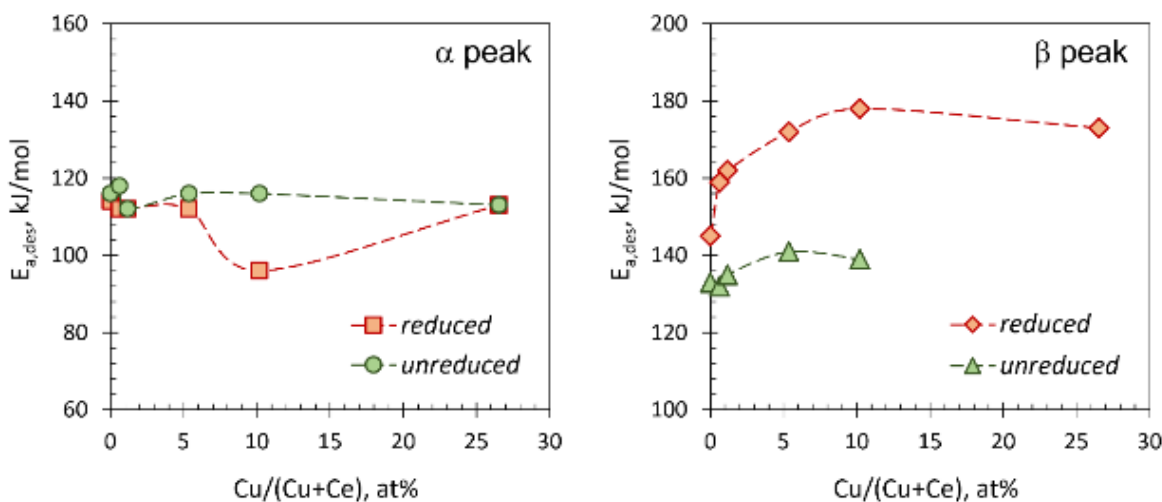 160
140
120
100
80
60
E a,des, kJ/mol
α peak
reduced
unreduced
0 5 10 15 20 25 30
Cu/(Cu+Ce), at%
200
180
160
140
120
100
E a,des, kJ/mol
β peak
reduced
unreduced
0 5 10 15 20 25 30
Cu/(Cu+Ce), at%